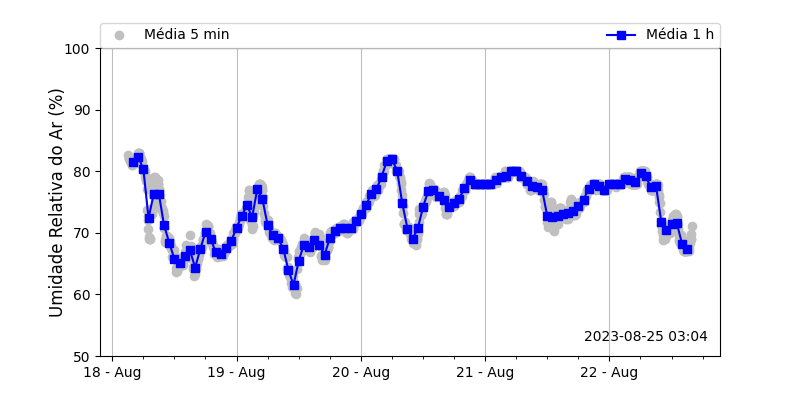 Média 5 min
Média 1 h
100
90
80
70
60
50
Umidade Relativa do Ar (%)
2023-08-25 03:04
18 - Aug
19 - Aug
20 - Aug
21 - Aug
22 - Aug